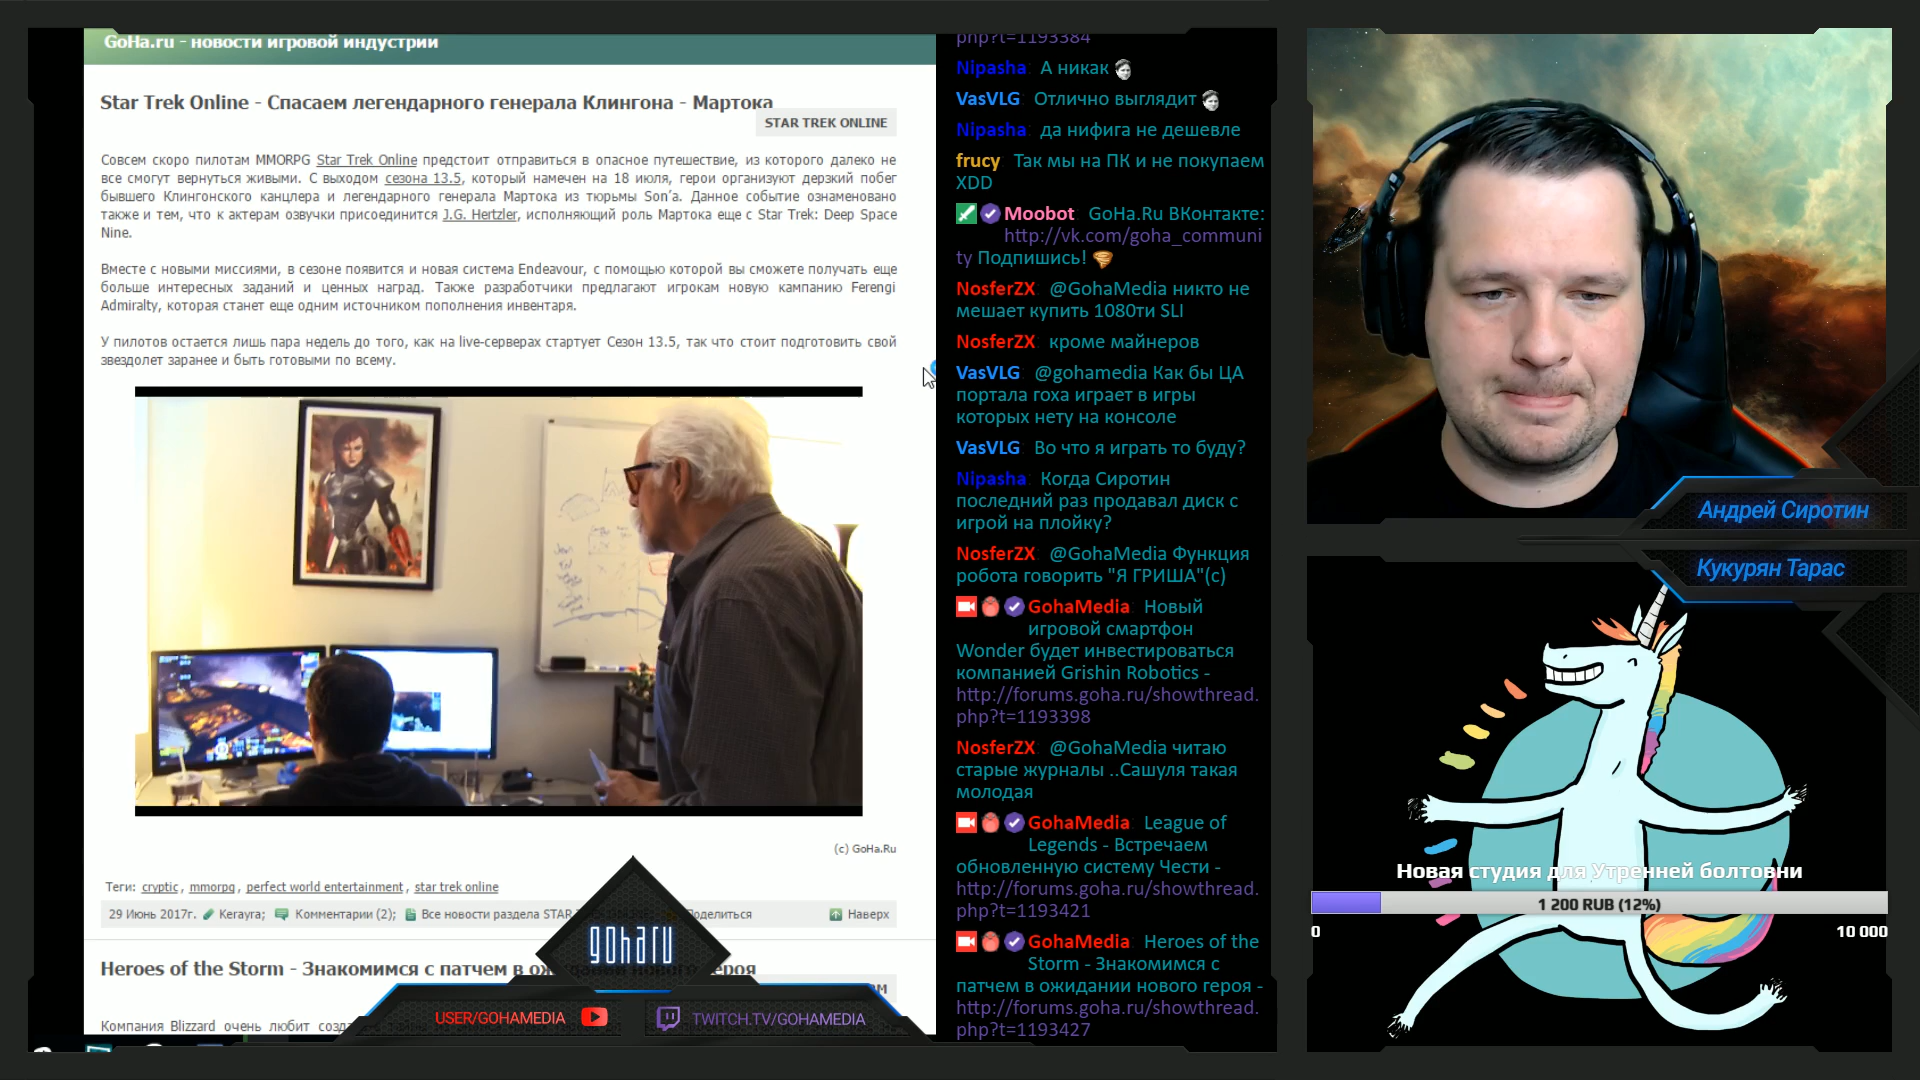 GoHa.ru - новости игровой индустрии
Star Trek Online - Спасаем легендарного генерала Клингона - Мартока
STAR TREK ONLINE
Совсем скоро пилотам MMORPG Star Trek Online предстоит отправиться в опасное путешествие, из которого далеко не
все смогут вернуться живыми. С выходом сезона 13.5, который намечен на 18 июля, герои организуют дерзкий побег
бывшего Клингонского канцлера и легендарного генерала Мартока из тюрьмы Son'a. Данное событие ознаменовано
также и тем, что к актерам озвучки присоединится J.G. Hertzler, исполняющий роль Мартока еще с Star Trek: Deep Space
Nine.
Вместе с новыми миссиями, в сезоне появится и новая система Endeavour, с помощью которой вы сможете получать еще
больше интересных заданий и ценных наград. Также разработчики предлагают игрокам новую кампанию Ferengi
Admiralty, которая станет еще одним источником пополнения инвентаря.
У пилотов остается лишь пара недель до того, как на live-серверах стартует Сезон 13.5, так что стоит подготовить свой
звездолет заранее и быть готовыми по всему.
(c) GoHa.Ru
Теги: cryptic, mmorpg, perfect world entertainment, star trek online
29 Июнь 2017г. Kerayra; Комментарии (2); Все новости раздела STAR Поделиться Наверх
Heroes of the Storm - Знакомимся с патчем в ожидании нового героя
Компания Blizzard очень любит
goharu
USER/GOHAMEDIA
TWITCH.TV/GOHAMEDIA
php?t=1193384
Nipasha: А никак
VasVLG: Отлично выглядит
Nipasha: да нифига не дешевле
frucy: Так мы на ПК и не покупаем
XDD
Moobot: GoHa.Ru ВКонтакте:
http://vk.com/goha_communi
ty Подпишись!
NosferZX: @GohaMedia никто не
мешает купить 1080ти SLI
NosferZX: кроме майнеров
VasVLG: @gohamedia Как бы ЦА
портала гоха играет в игры
которых нету на консоле
VasVLG: Во что я играть то буду?
Nipasha: Когда Сиротин
последний раз продавал диск с
игрой на плойку?
NosferZX: @GohaMedia Функция
робота говорить "Я ГРИША"(с)
GohaMedia: Новый
игровой смартфон
Wonder будет инвестироваться
компанией Grishin Robotics -
http://forums.goha.ru/showthread.
php?t=1193398
NosferZX: @GohaMedia читаю
старые журналы ..Сашуля такая
молодая
GohaMedia: League of
Legends - Встречаем
обновленную систему Чести -
http://forums.goha.ru/showthread.
php?t=1193421
GohaMedia: Heroes of the
Storm - Знакомимся с
патчем в ожидании нового героя -
http://forums.goha.ru/showthread.
php?t=1193427
Андрей Сиротин
Кукурян Тарас
Новая студия для Утренней болтовни
1 200 RUB (12%)
0
10 000